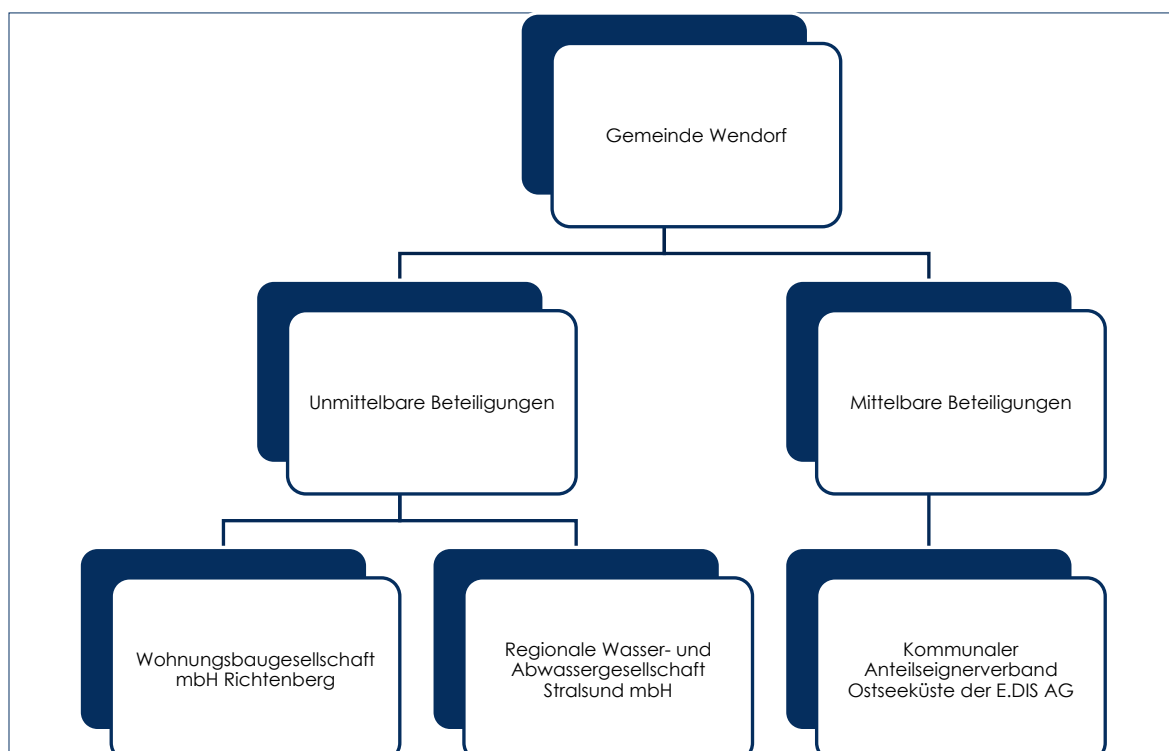 Gemeinde Wendorf
Unmittelbare Beteiligungen
Mittelbare Beteiligungen
Wohnungsbaugesellschaft
mbH Richtenberg
Regionale Wasser- und
Abwassergesellschaft
Stralsund mbH
Kommunaler
Anteilseignerverband
Ostseeküste der E.DIS AG